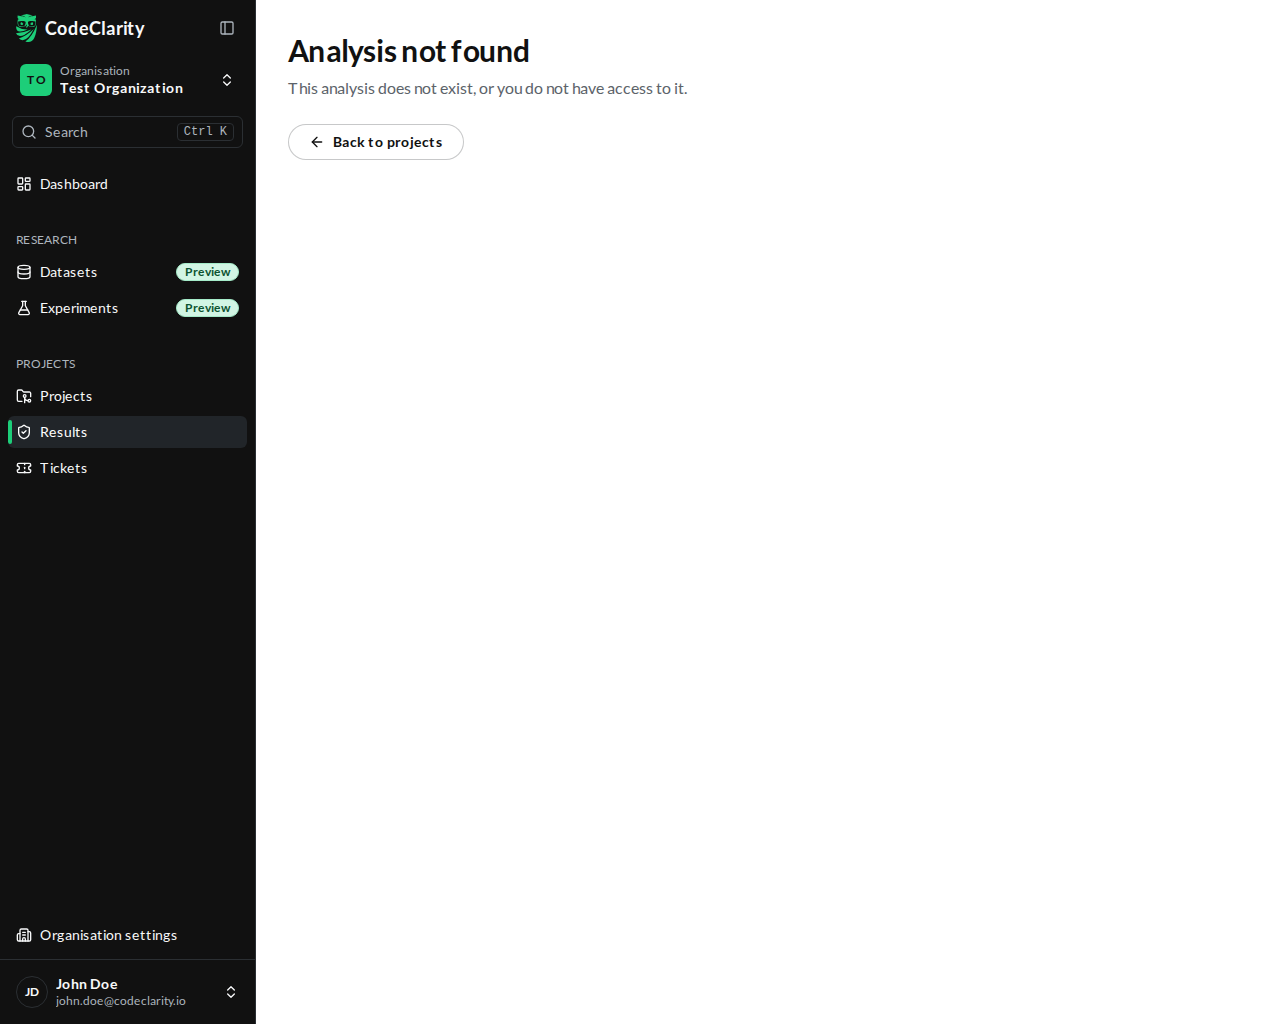 CodeClarity
TO
Organisation
Test Organization
Search
Ctrl K
Dashboard
RESEARCH
Datasets
Preview
Experiments
Preview
PROJECTS
Projects
Results
Tickets
Organisation settings
JD
John Doe
john.doe@codeclarity.io
Analysis not found
This analysis does not exist, or you do not have access to it.
Back to projects